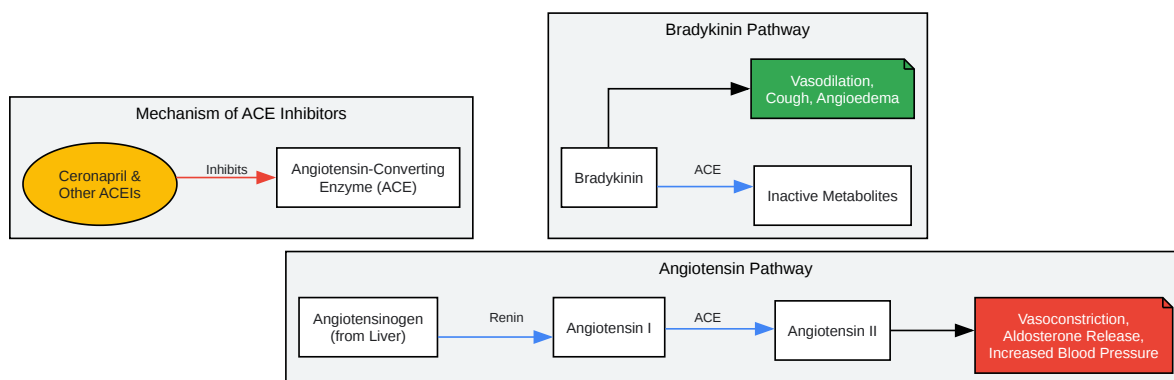 Bradykinin Pathway
Vasodilation,
Cough, Angioedema
Bradykinin
ACE
Inactive Metabolites
Mechanism of ACE Inhibitors
Ceronapril &
Other ACEIs
Inhibits
Angiotensin-Converting
Enzyme (ACE)
Angiotensin Pathway
Angiotensinogen
(from Liver)
Renin
Angiotensin I
ACE
Angiotensin II
Vasoconstriction,
Aldosterone Release,
Increased Blood Pressure